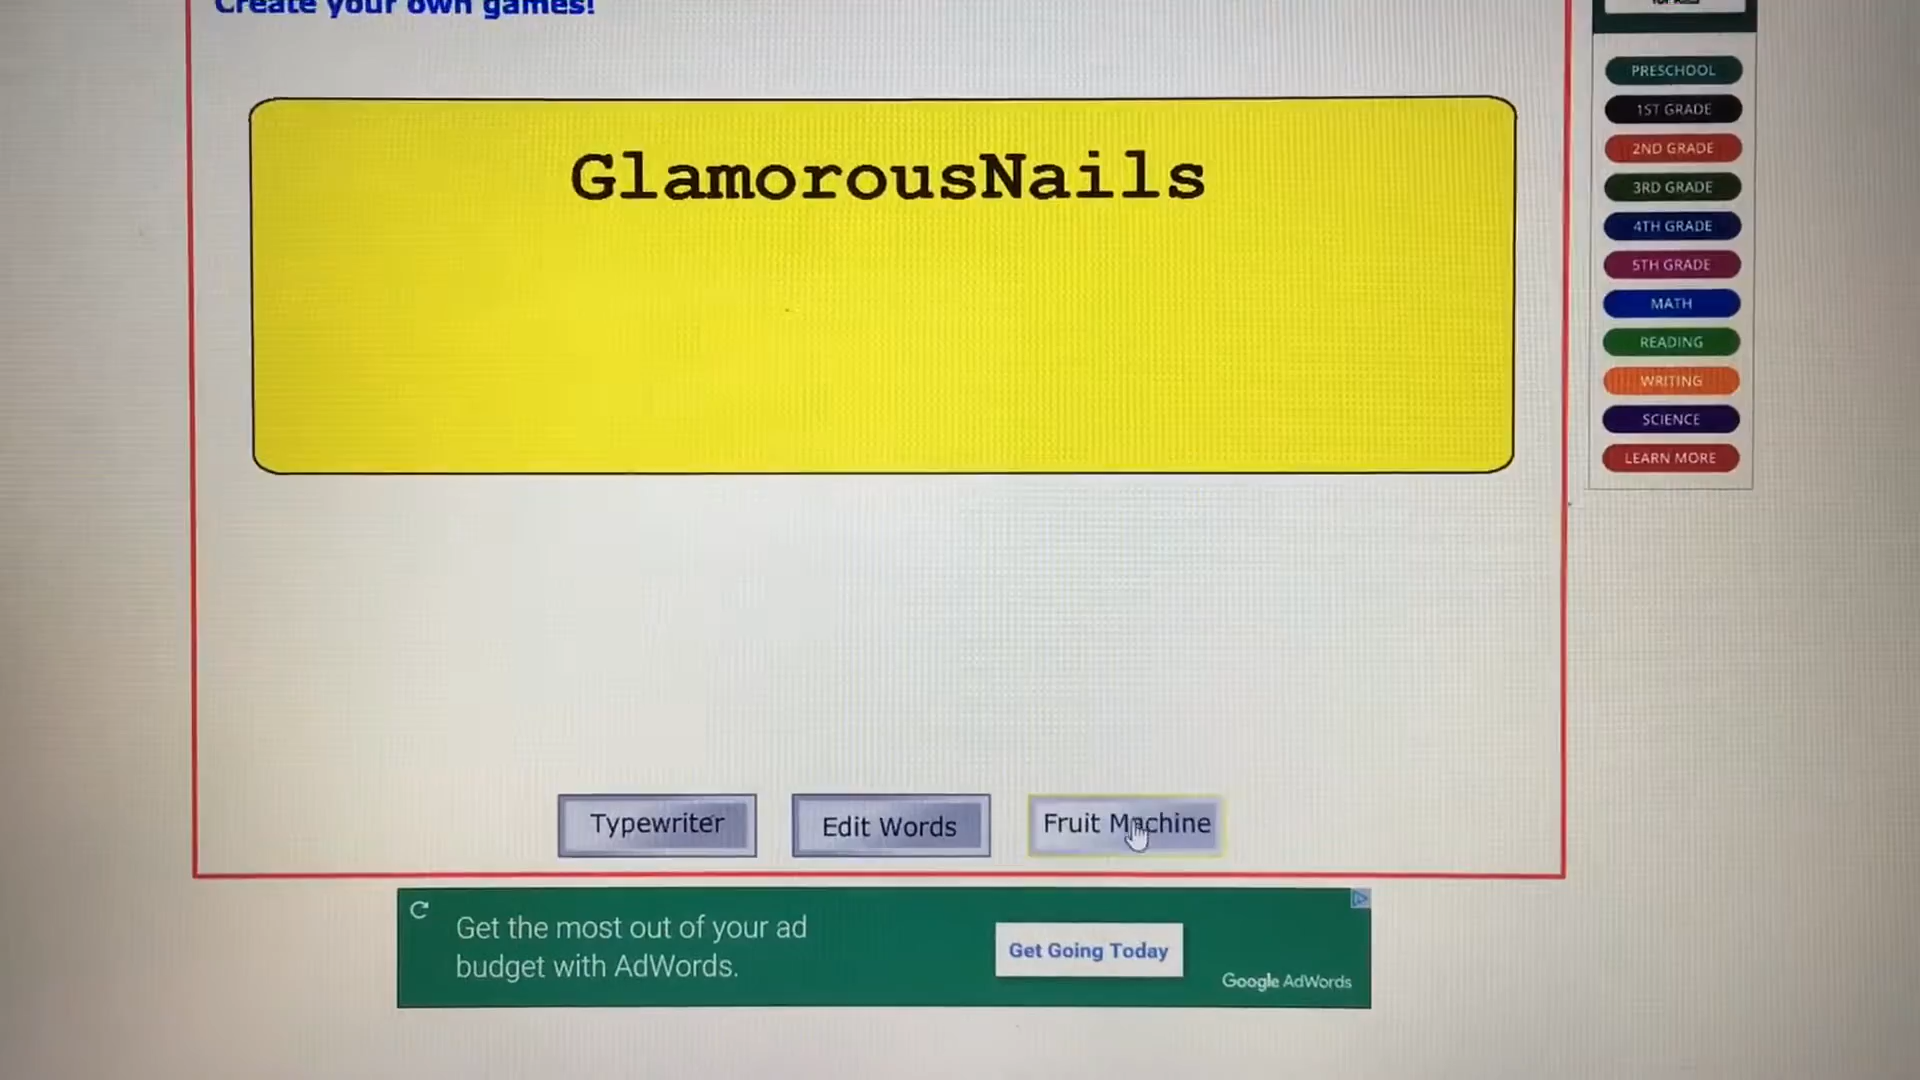 Create your own games!
GlamorousNails
PRESCHOOL
1ST GRADE
2ND GRADE
3RD GRADE
4TH GRADE
5TH GRADE
MATH
READING
WRITING
SCIENCE
LEARN MORE
Typewriter
Edit Words
Fruit Machine
Get the most out of your ad
budget with AdWords.
Get Going Today
Google AdWords